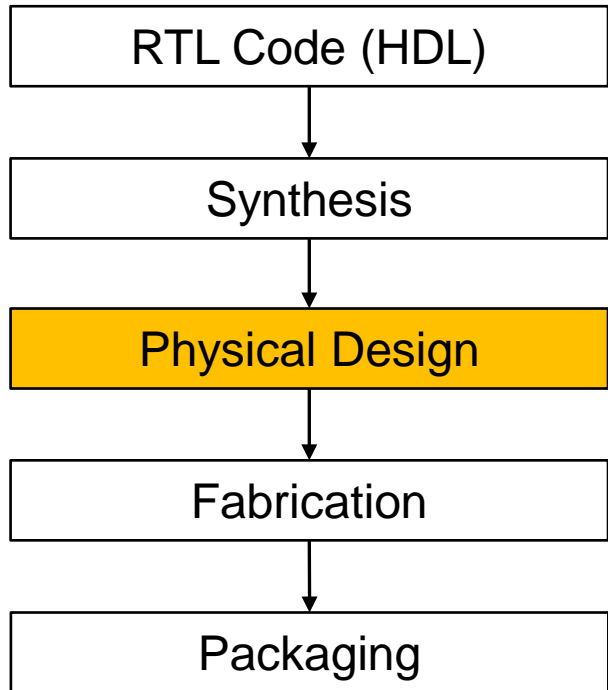 RTL Code (HDL)
Synthesis
Physical Design
Fabrication
Packaging